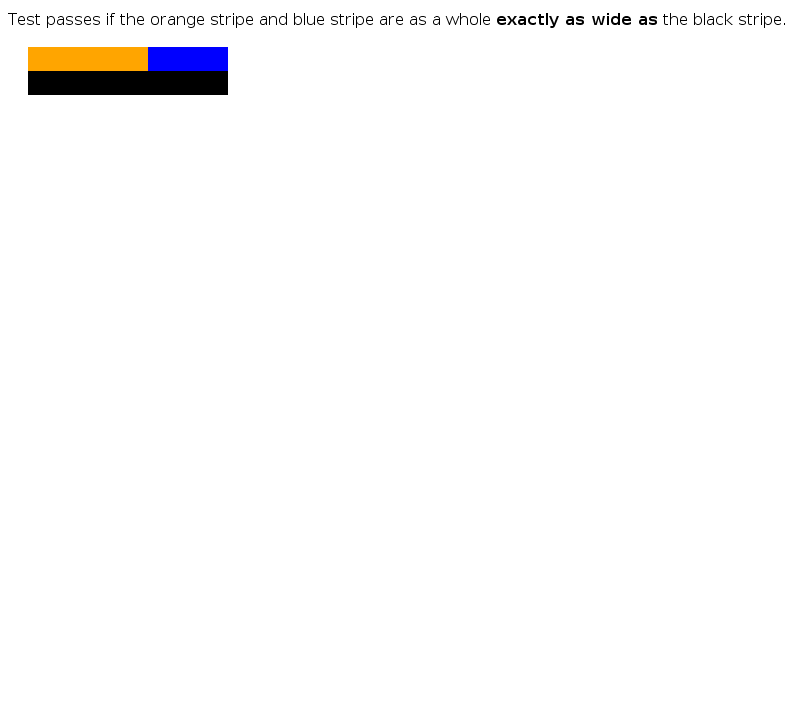 Test passes if the orange stripe and blue stripe are as a whole exactly as wide as the black stripe.